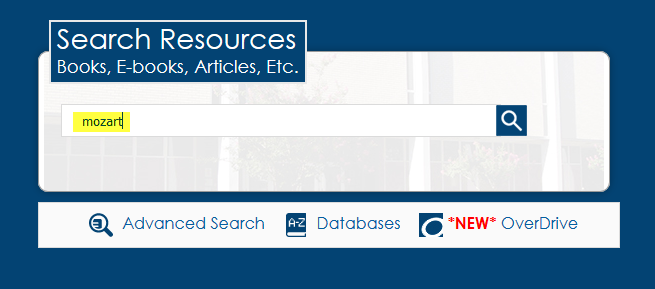 Search Resources
Books, E-books, Articles, Etc.
mozart
Advanced Search A-Z Databases *NEW* OverDrive